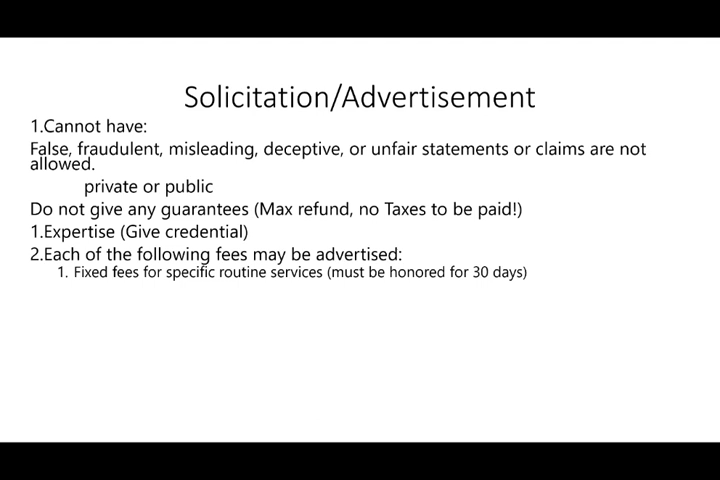 Solicitation/Advertisement
1.Cannot have:
False, fraudulent, misleading, deceptive, or unfair statements or claims are not
allowed.
private or public
Do not give any guarantees (Max refund, no Taxes to be paid!)
1.Expertise (Give credential)
2.Each of the following fees may be advertised:
1. Fixed fees for specific routine services (must be honored for 30 days)